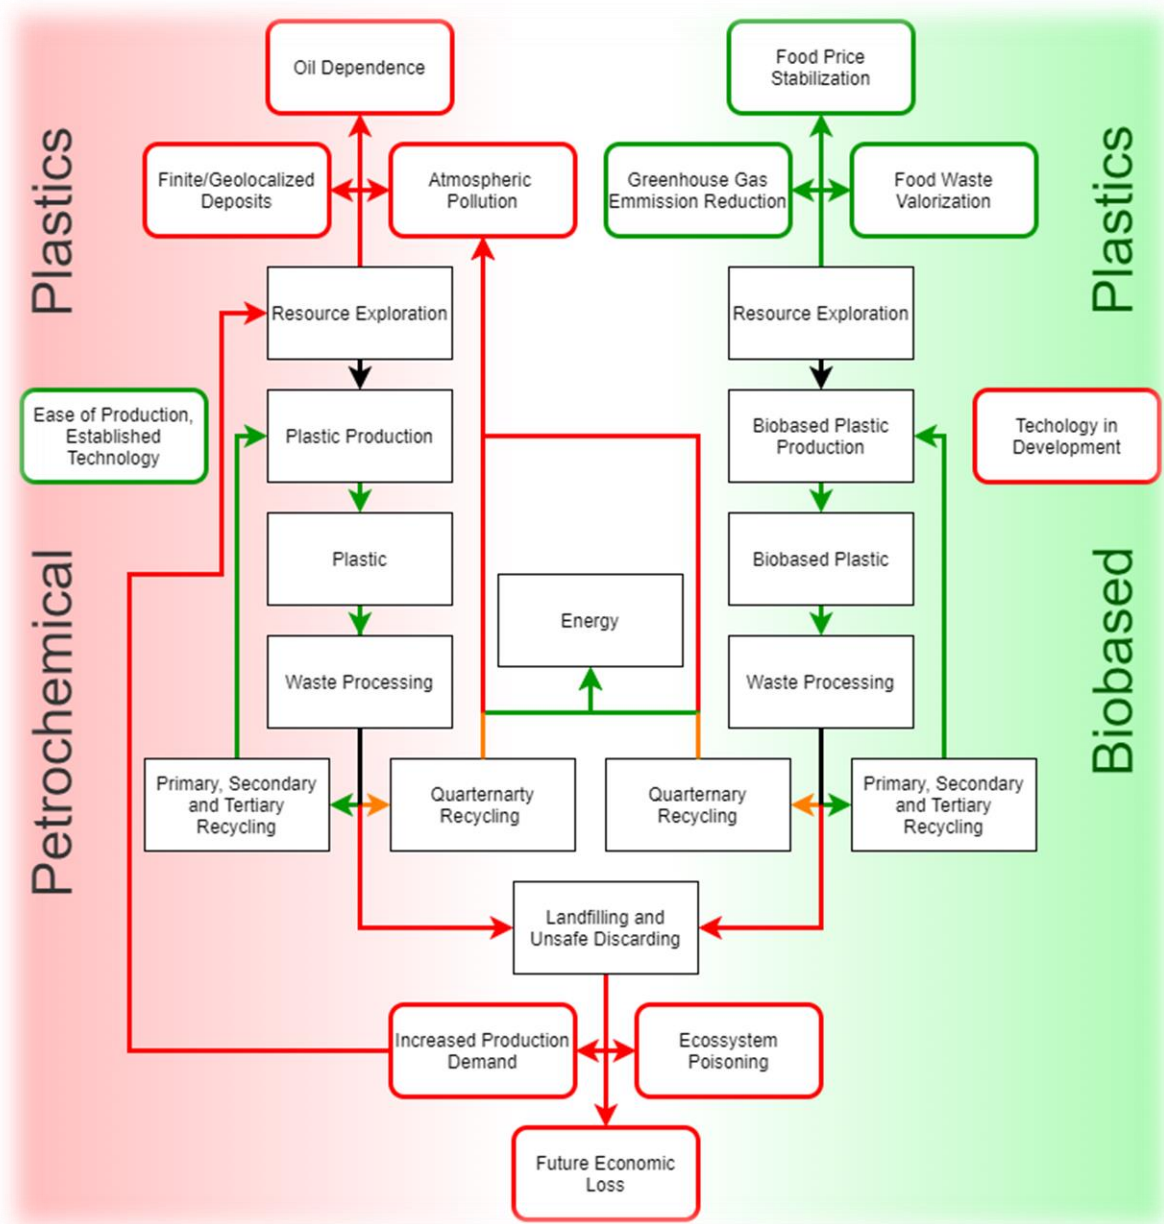 Oil Dependence
Food Price
Stabilization
Plastics
Finite/Geolocalized
Deposits
Atmospheric
Pollution
Greenhouse Gas
Emmission Reduction
Food Waste
Valorization
Plastics
Resource Exploration
Resource Exploration
Ease of Production,
Established
Technology
Plastic Production
Biobased Plastic
Production
Techology in
Development
Plastic
Biobased Plastic
Energy
Petrochemical
Biobased
Waste Processing
Waste Processing
Primary, Secondary
and Tertiary
Recycling
Quarternarty
Recycling
Quarternary
Recycling
Primary, Secondary
and Tertiary
Recycling
Landfilling and
Unsafe Discarding
Increased Production
Demand
Ecossystem
Poisoning
Future Economic
Loss